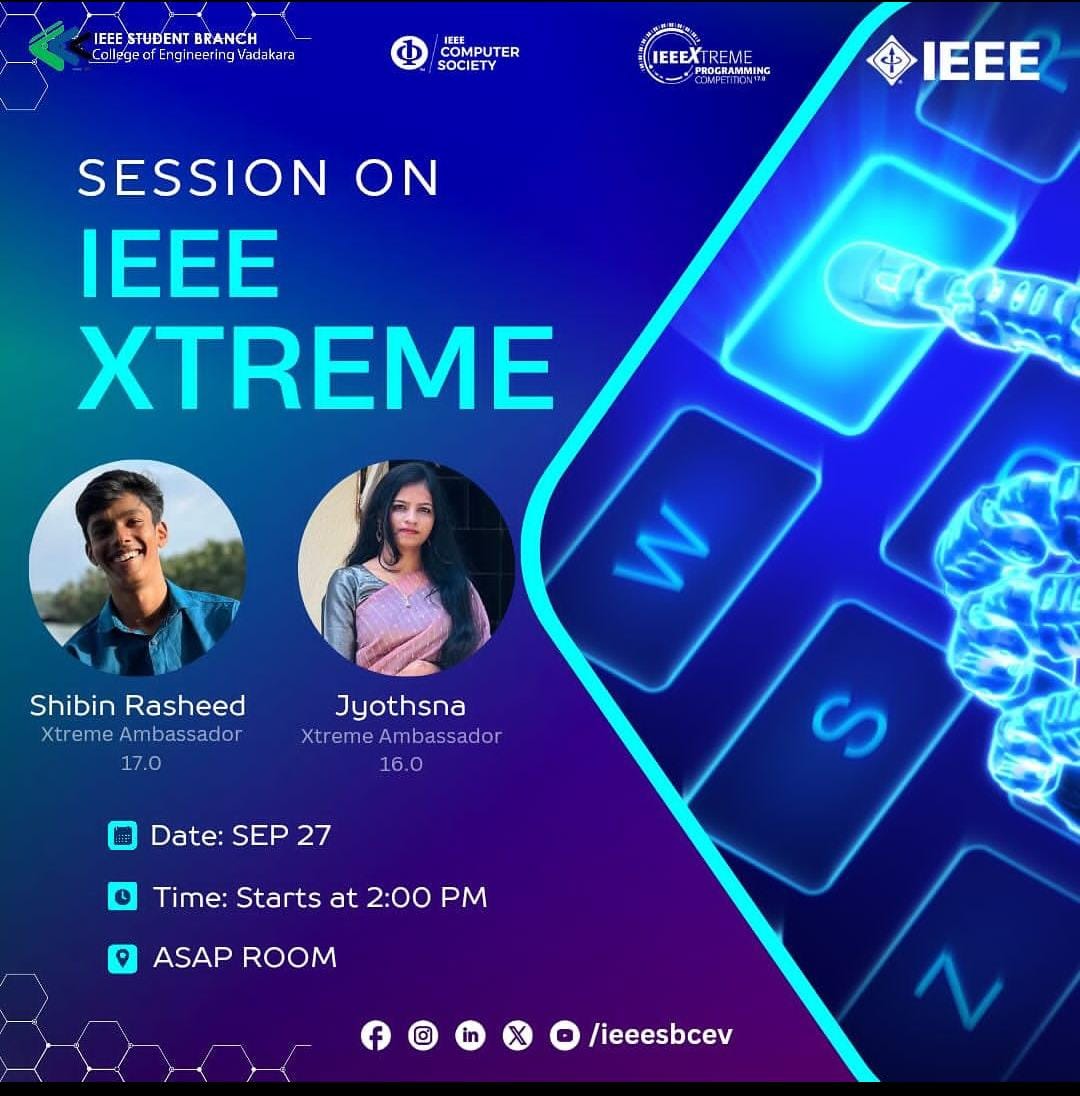 IEEE STUDENT BRANCH
College of Engineering Vadakara
IEEE
COMPUTER
SOCIETY
IEEEXTREME
PROGRAMMING
COMPETITION 17.0
IEEE
SESSION ON
IEEE
XTREME
Shibin Rasheed
Xtreme Ambassador
17.0
Jyothsna
Xtreme Ambassador
16.0
Date: SEP 27
Time: Starts at 2:00 PM
ASAP ROOM
/ieeesbcev
W
S
Z